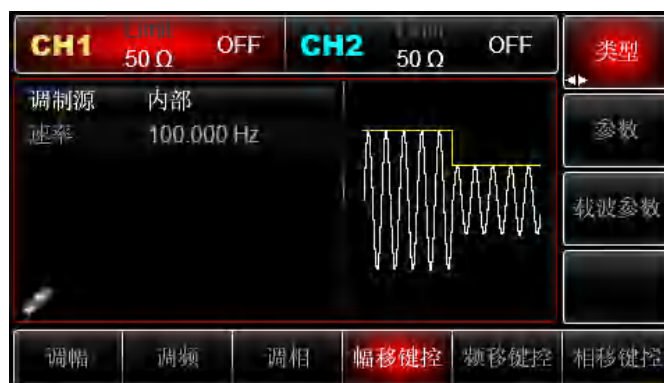 CH1 Limit 50 Ω OFF CH2 Limit 50 Ω OFF 类型
调制源 内部
速率 100.000 Hz
参数
载波参数
调幅 调频 调相 幅移键控 频移键控 相移键控